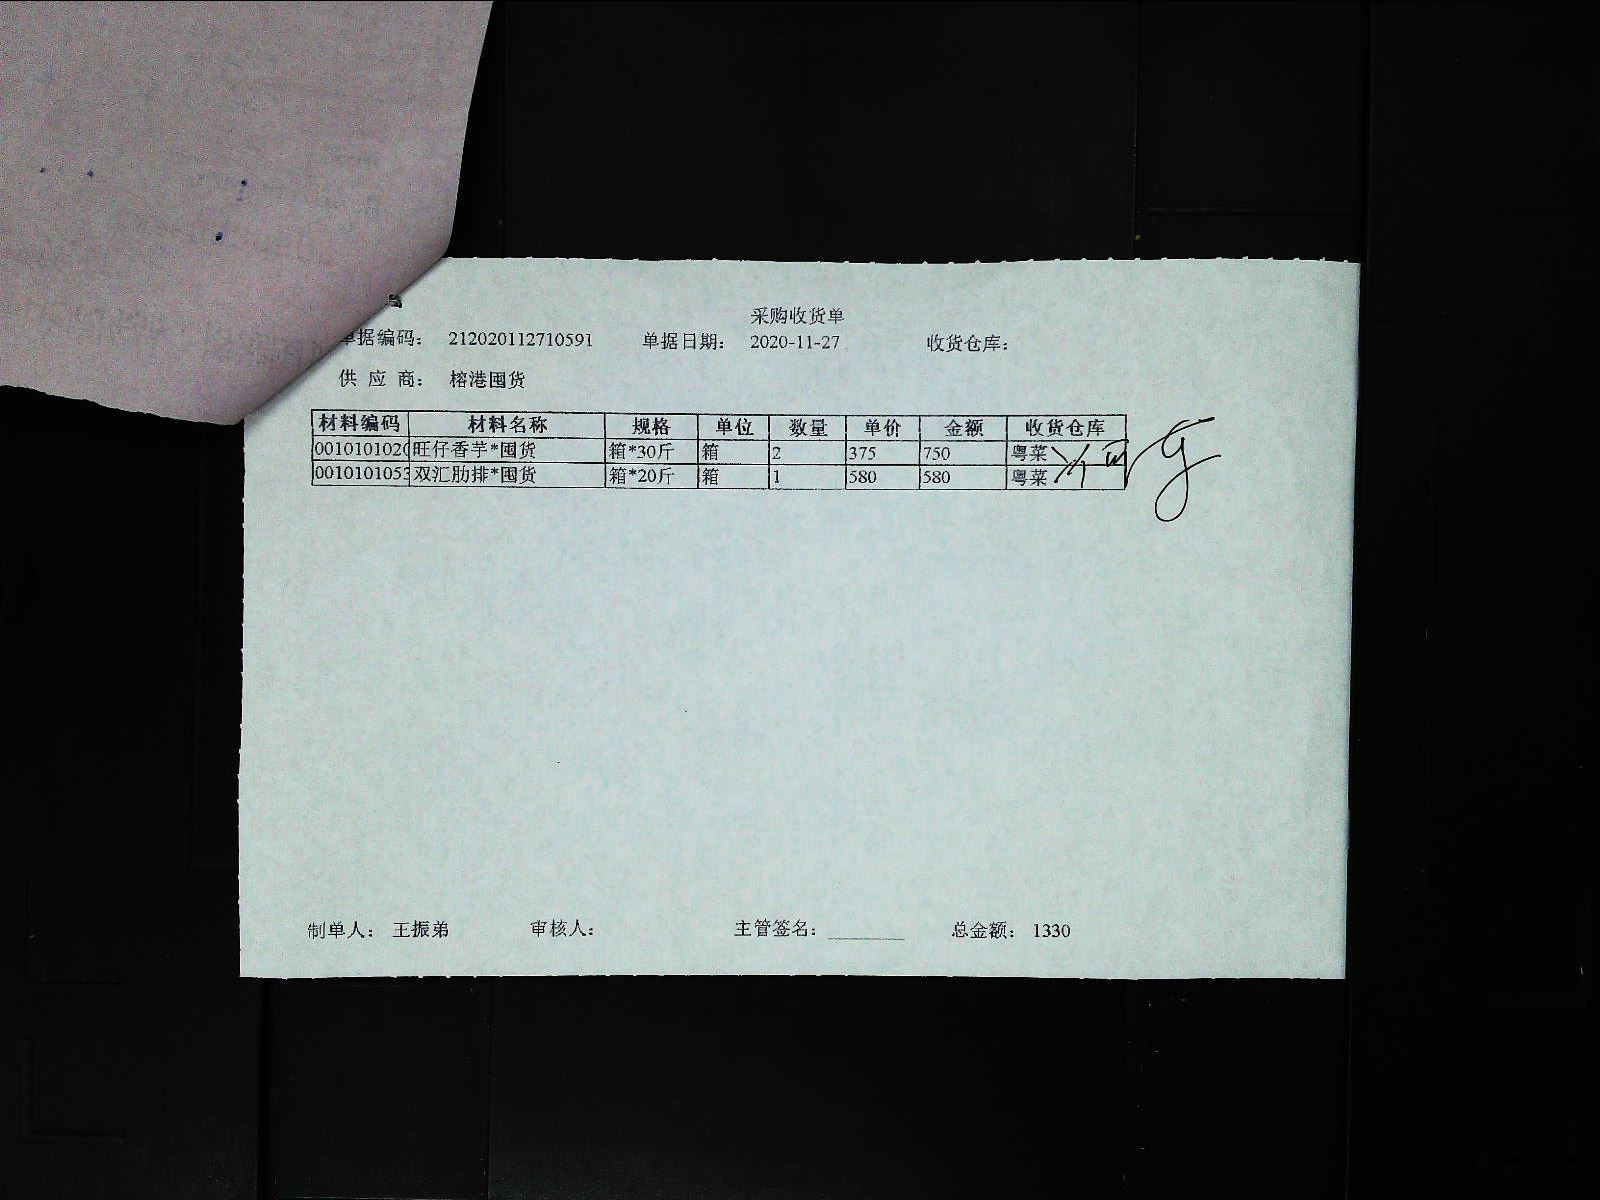 采购收货单
单据编码： 212020112710591 单据日期： 2020-11-27 收货仓库：
供 应 商： 榕港囤货
材料编码 材料名称 规格 单位 数量 单价 金额 收货仓库
001010102 旺仔香芋*囤货 箱*30斤 箱 2 375 750 粤菜
0010101053 双汇肋排*囤货 箱*20斤 箱 1 580 580 粤菜
制单人： 王振弟 审核人： 主管签名： 总金额： 1330